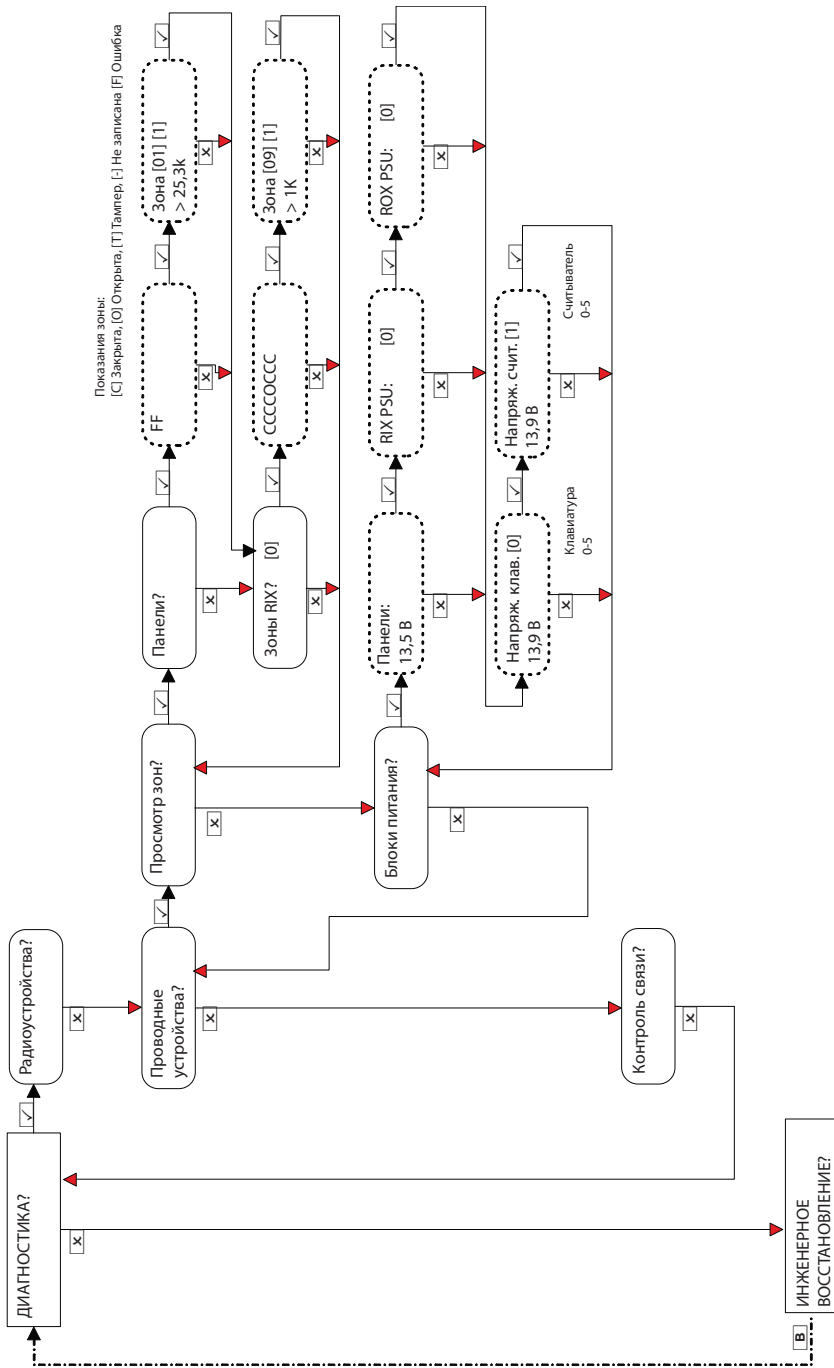 Показания зоны:
[C] Закрыта, [O] Открыта, [T] Тампер, [-] Не записана [F] Ошибка
ДИАГНОСТИКА?
Радиоустройства?
Проводные
устройства?
Просмотр зон?
Панели?
FF
Зона [01] [1]
> 25,3k
Зоны RIX? [0]
CCCCOCCC
Зона [09] [1]
> 1K
Блоки питания?
Панели:
13,5 В
RIX PSU: [0]
ROX PSU: [0]
Напряж. клав. [0]
13,9 В
Клавиатура
0-5
Напряж. счит. [1]
13,9 В
Считыватель
0-5
Контроль связи?
ИНЖЕНЕРНОЕ
ВОССТАНОВЛЕНИЕ?
B